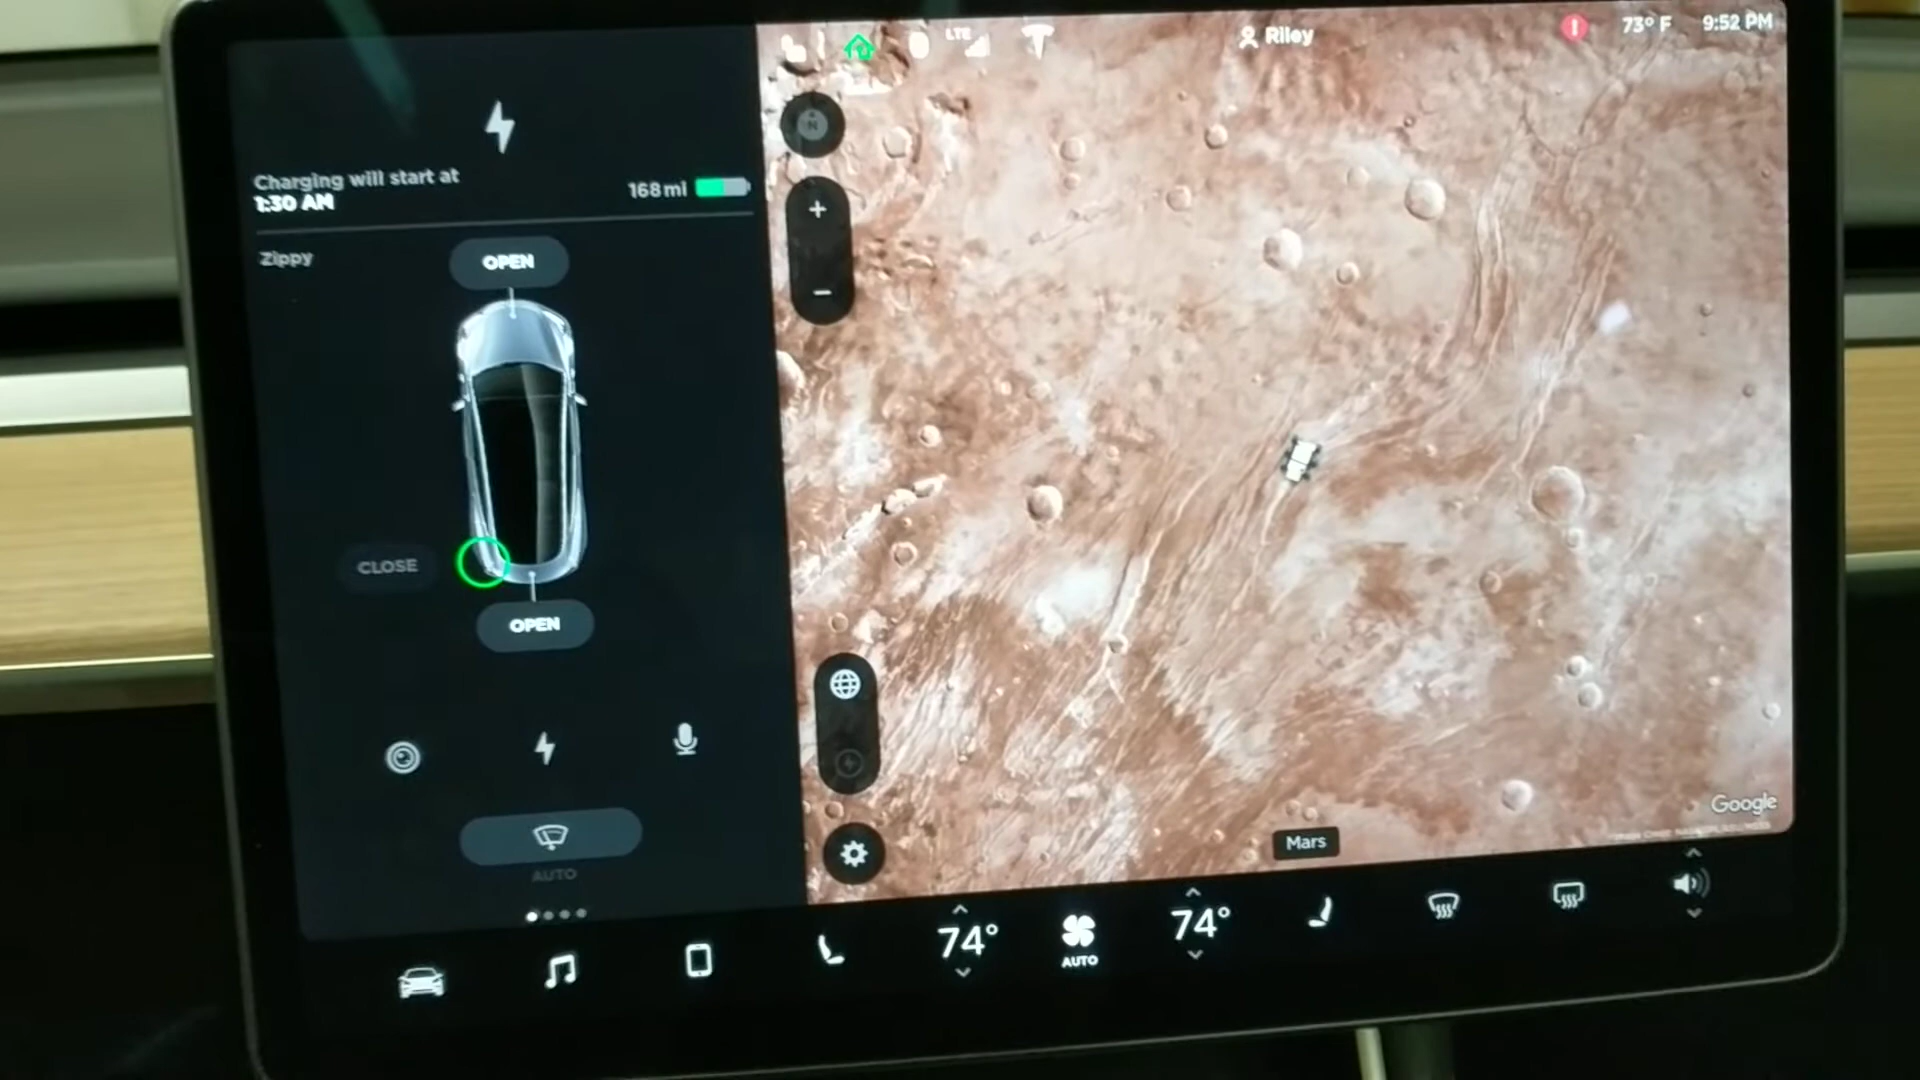 LTE
Riley
73° F
9:52 PM
N
Charging will start at
1:30 AM
168 mi
Zippy
OPEN
CLOSE
OPEN
AUTO
Google
Mars
74°
AUTO
74°